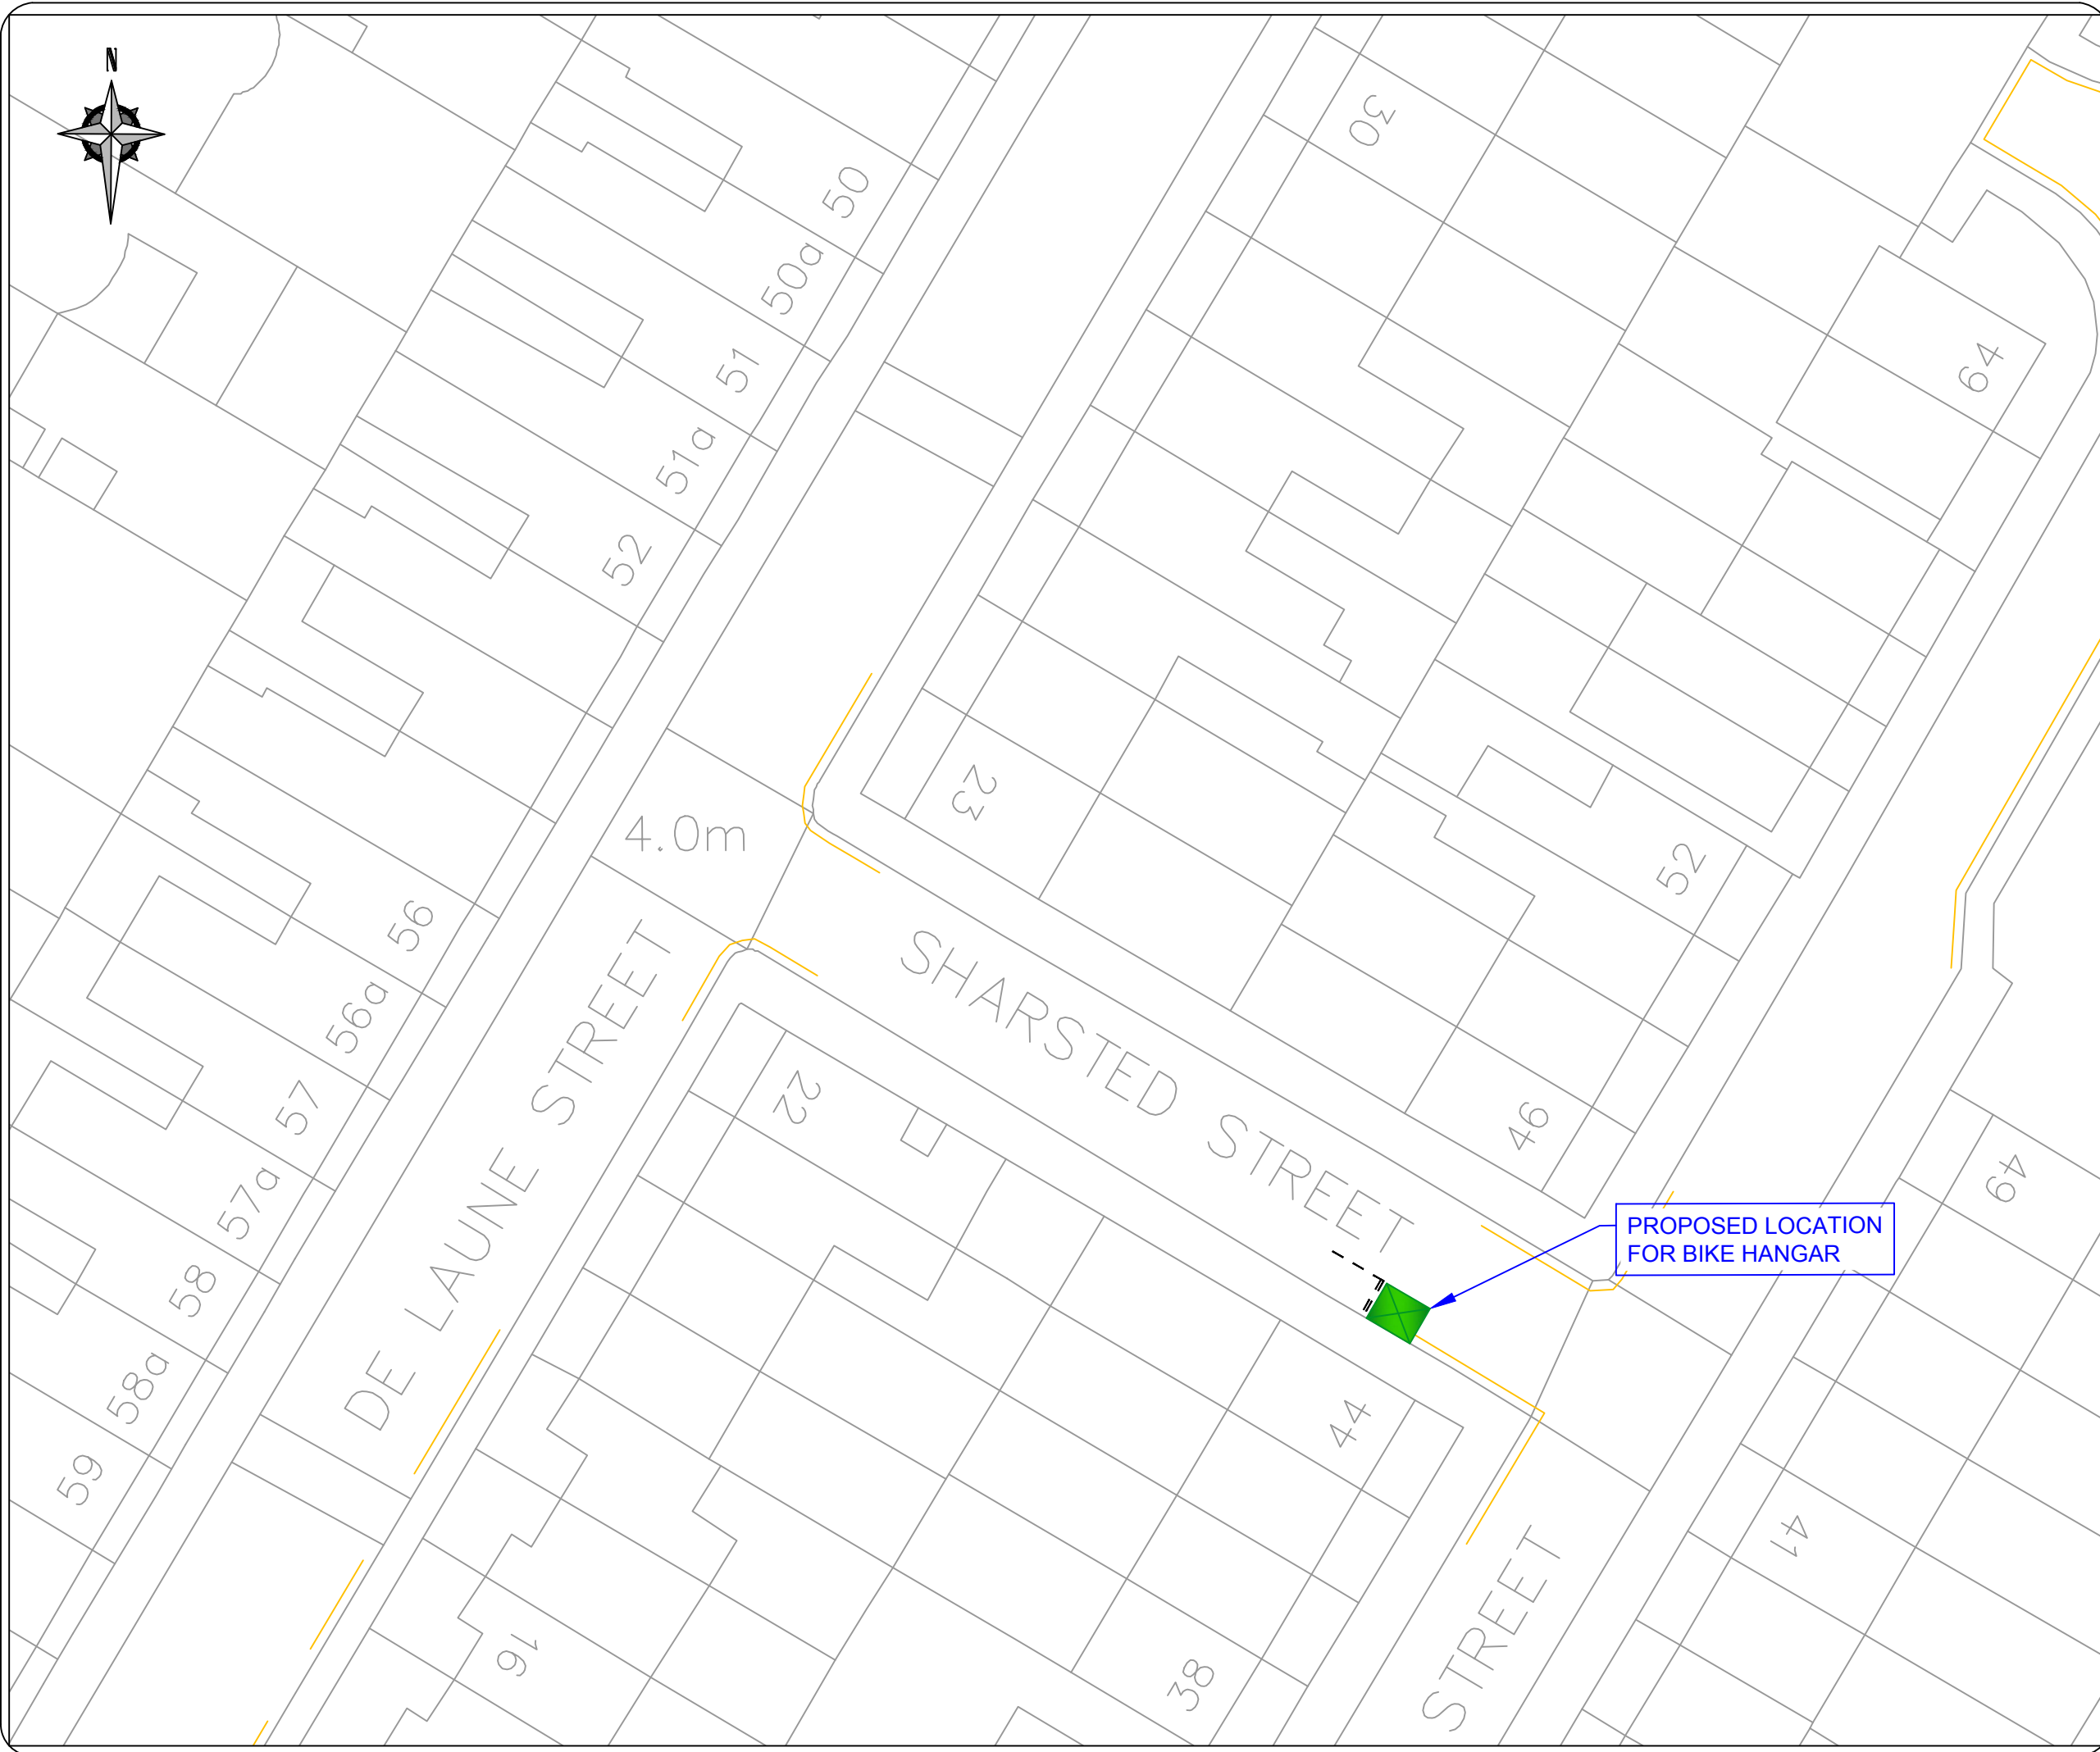 N
50
50a
51
51a
52
30
64
23
4.0m
52
56
56a
57
57a
58
58a
59
DE LAUNE STREET
SHARSTED STREET
22
46
49
PROPOSED LOCATION
FOR BIKE HANGAR
44
41
16
38
STREET